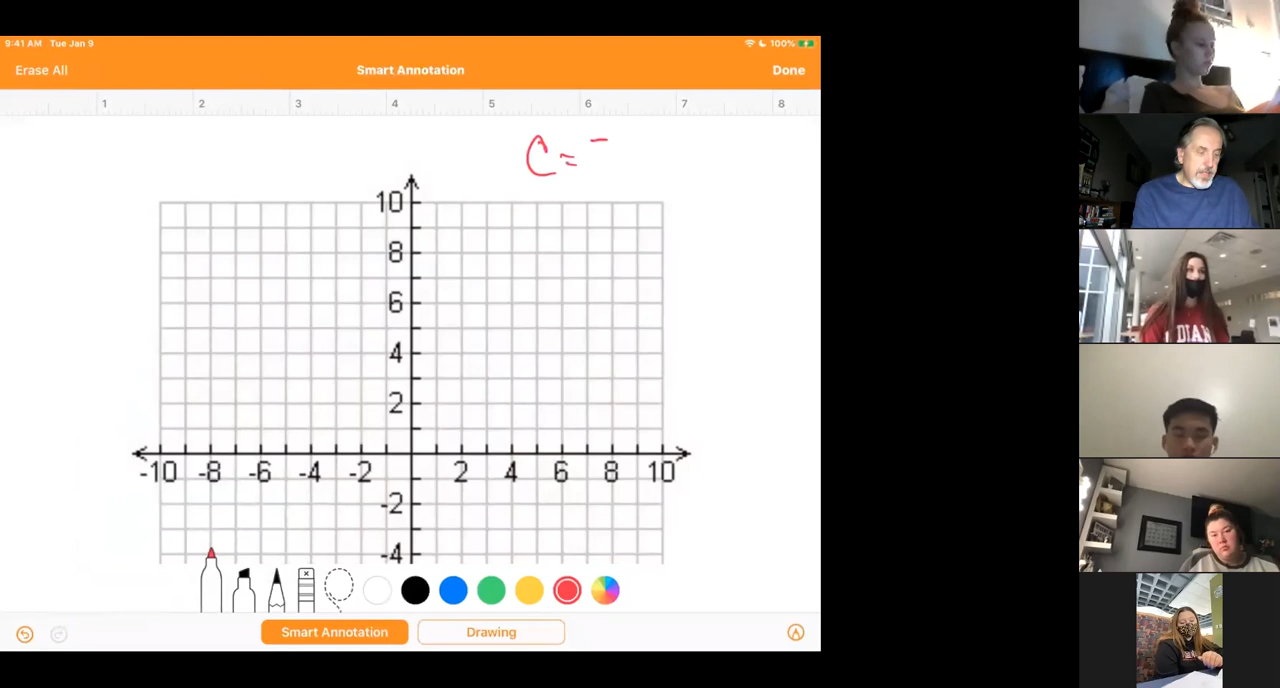 9:41 AM Tue Jan 9
100%
Erase All
Smart Annotation
Done
1 2 3 4 5 6 7 8
C = -
10
8
6
4
2
-10 -8 -6 -4 -2 2 4 6 8 10
-2
-4
Smart Annotation
Drawing